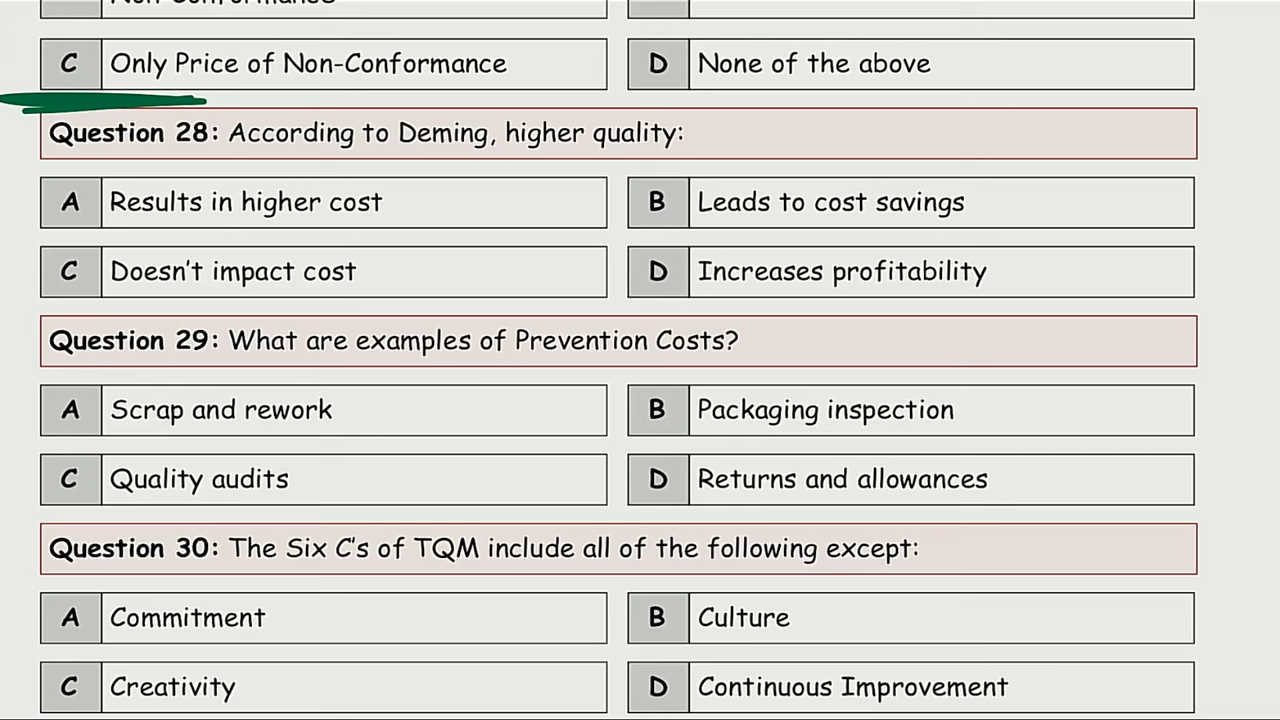 C Only Price of Non-Conformance D None of the above
Question 28: According to Deming, higher quality:
A Results in higher cost B Leads to cost savings
C Doesn't impact cost D Increases profitability
Question 29: What are examples of Prevention Costs?
A Scrap and rework B Packaging inspection
C Quality audits D Returns and allowances
Question 30: The Six C's of TQM include all of the following except:
A Commitment B Culture
C Creativity D Continuous Improvement